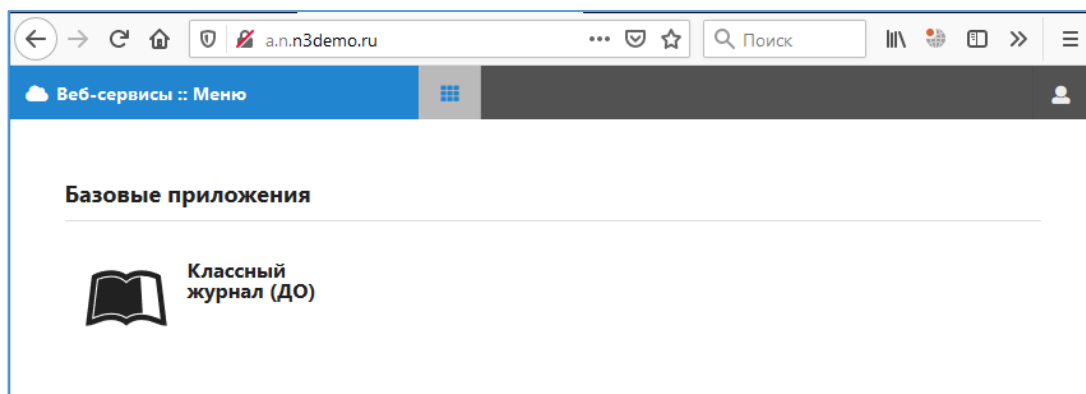 a.n.n3demo.ru
Поиск
Веб-сервисы :: Меню
Базовые приложения
Классный
журнал (ДО)